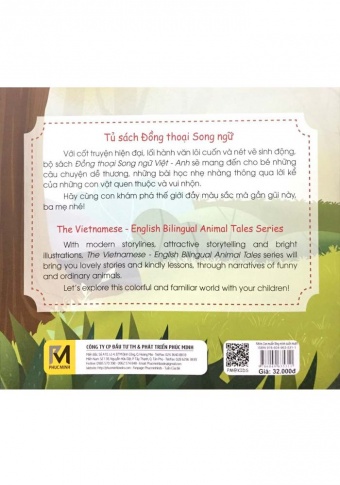 Tủ sách Đồng thoại Song ngữ
Với cốt truyện hiện đại, lối hành văn lôi cuốn và nét vẽ sinh động,
bộ sách Đồng thoại Song ngữ Việt - Anh sẽ mang đến cho bé những
câu chuyện dễ thương, những bài học nhẹ nhàng thông qua lời kể
của những con vật quen thuộc và vui nhộn.
Hãy cùng con khám phá thế giới đầy màu sắc mà gần gũi này,
ba mẹ nhé!
The Vietnamese - English Bilingual Animal Tales Series
With modern storylines, attractive storytelling and bright
illustrations, The Vietnamese - English Bilingual Animal Tales series will
bring you lovely stories and kindly lessons, through narratives of funny
and ordinary animals.
Let's explore this colorful and familiar world with your children!
PHUCMINH
CÔNG TY CP ĐẦU TƯ TM & PHÁT TRIỂN PHÚC MINH
Giá: 32.000đ